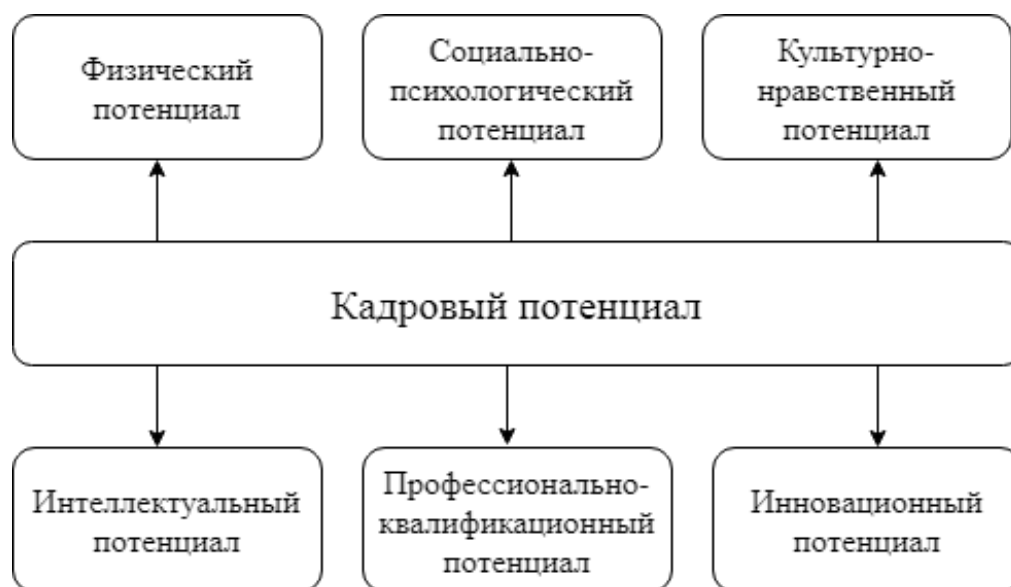 Физический
потенциал
Социально-
психологический
потенциал
Культурно-
нравственный
потенциал
Кадровый потенциал
Интеллектуальный
потенциал
Профессионально-
квалификационный
потенциал
Инновационный
потенциал